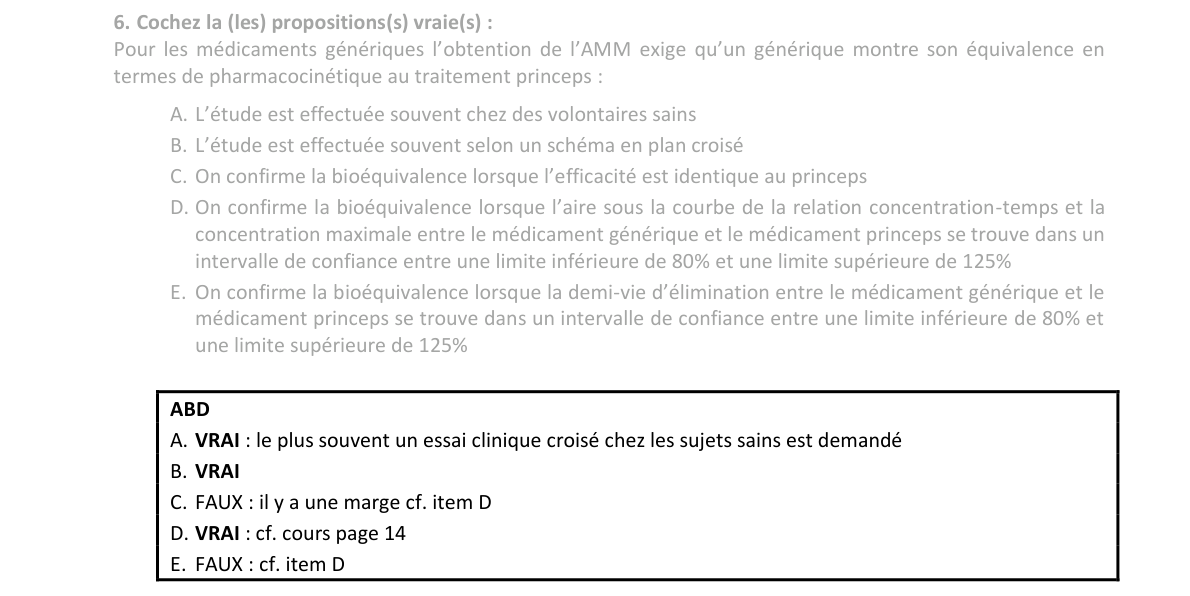 6. Cochez la (les) propositions(s) vraie(s) :
Pour les médicaments génériques l’obtention de l’AMM exige qu’un générique montre son équivalence en
termes de pharmacocinétique au traitement princeps :
A. L’étude est effectuée souvent chez des volontaires sains
B. L’étude est effectuée souvent selon un schéma en plan croisé
C. On confirme la bioéquivalence lorsque l’efficacité est identique au princeps
D. On confirme la bioéquivalence lorsque l’aire sous la courbe de la relation concentration-temps et la
concentration maximale entre le médicament générique et le médicament princeps se trouve dans un
intervalle de confiance entre une limite inférieure de 80% et une limite supérieure de 125%
E. On confirme la bioéquivalence lorsque la demi-vie d’élimination entre le médicament générique et le
médicament princeps se trouve dans un intervalle de confiance entre une limite inférieure de 80% et
une limite supérieure de 125%
ABD
A. VRAI : le plus souvent un essai clinique croisé chez les sujets sains est demandé
B. VRAI
C. FAUX : il y a une marge cf. item D
D. VRAI : cf. cours page 14
E. FAUX : cf. item D